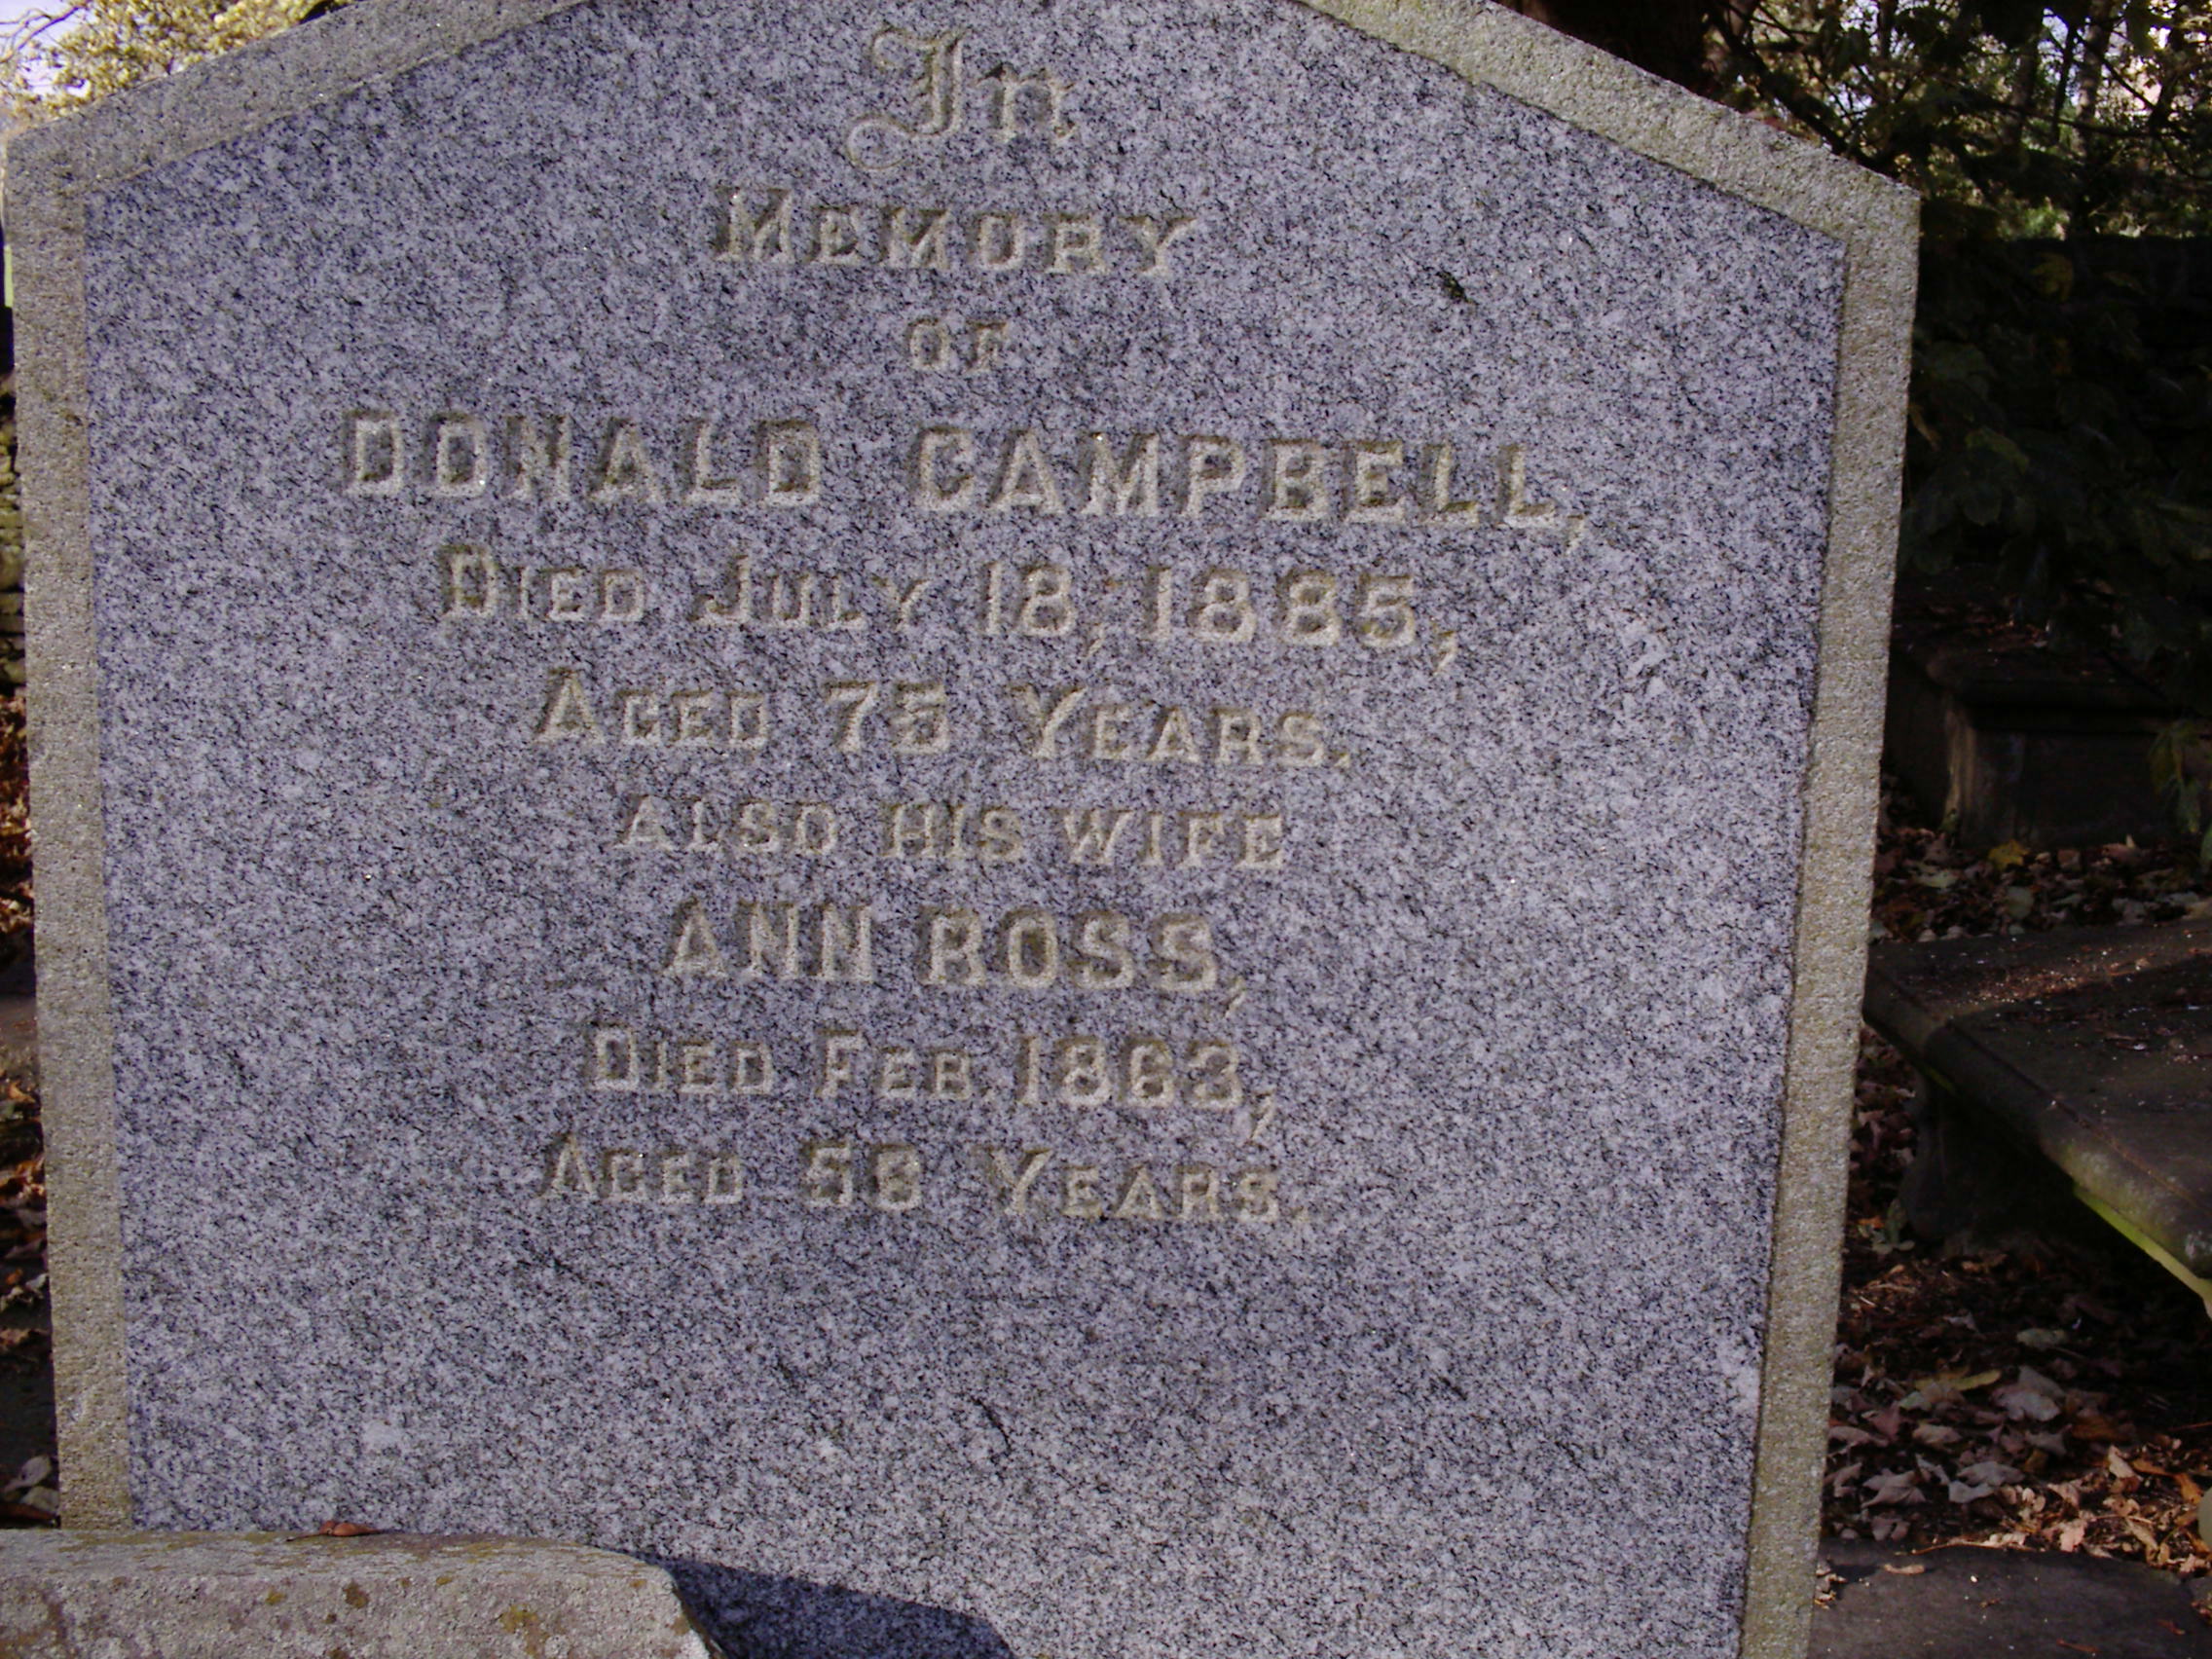 In
MEMORY
OF
DONALD CAMPBELL,
DIED JULY 18, 1885,
AGED 75 YEARS.
ALSO HIS WIFE
ANN ROSS,
DIED FEB. 1863,
AGED 58 YEARS.